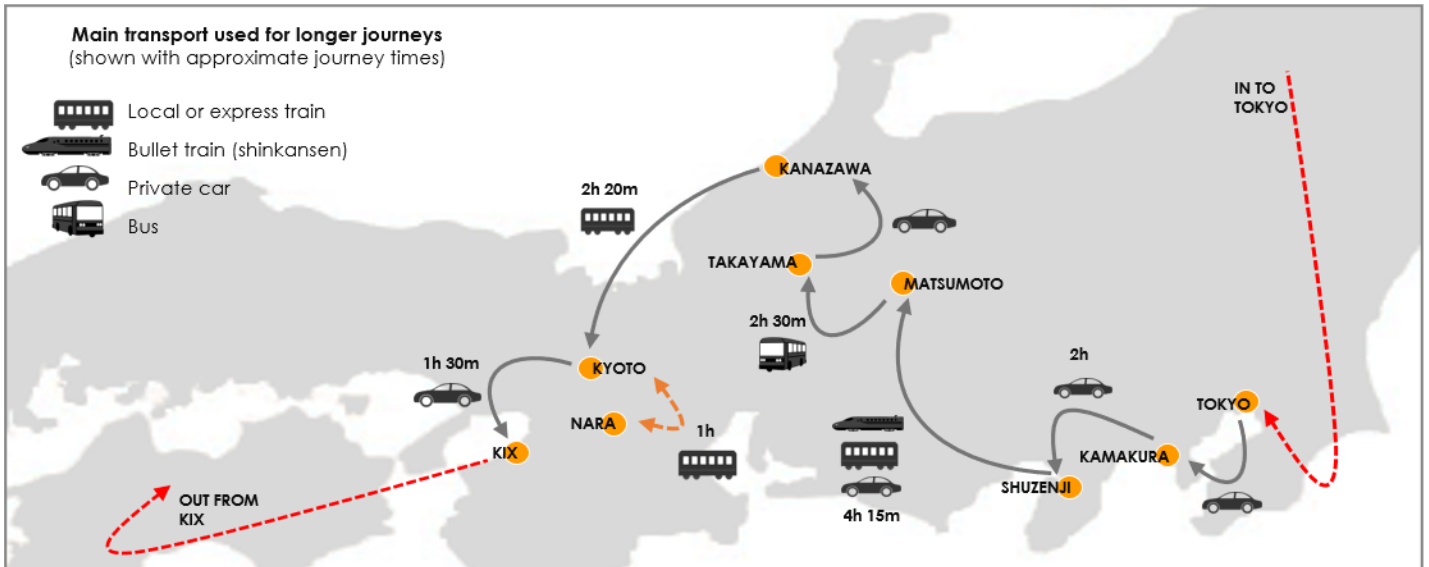 Main transport used for longer journeys
(shown with approximate journey times)
Local or express train
Bullet train (shinkansen)
Private car
Bus
IN TO
TOKYO
KANAZAWA
2h 20m
TAKAYAMA
MATSUMOTO
2h 30m
1h 30m
KYOTO
2h
TOKYO
NARA
1h
KIX
KAMAKURA
SHUZENJI
4h 15m
OUT FROM
KIX